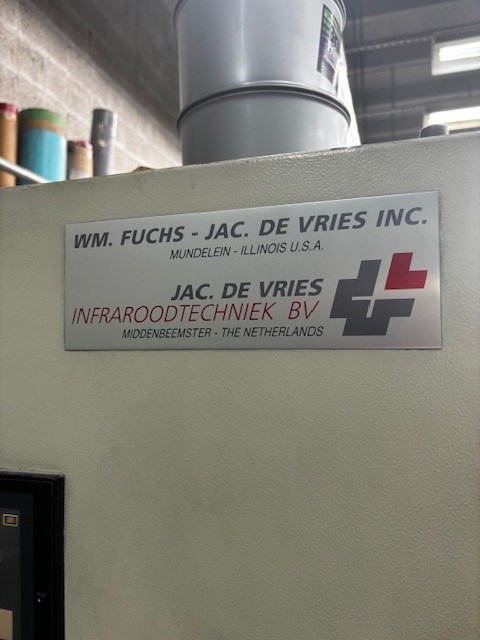 WM. FUCHS - JAC. DE VRIES INC.
MUNDELEIN - ILLINOIS U.S.A.
JAC. DE VRIES
INFRAROODTECHNIEK BV
MIDDENBEEMSTER - THE NETHERLANDS